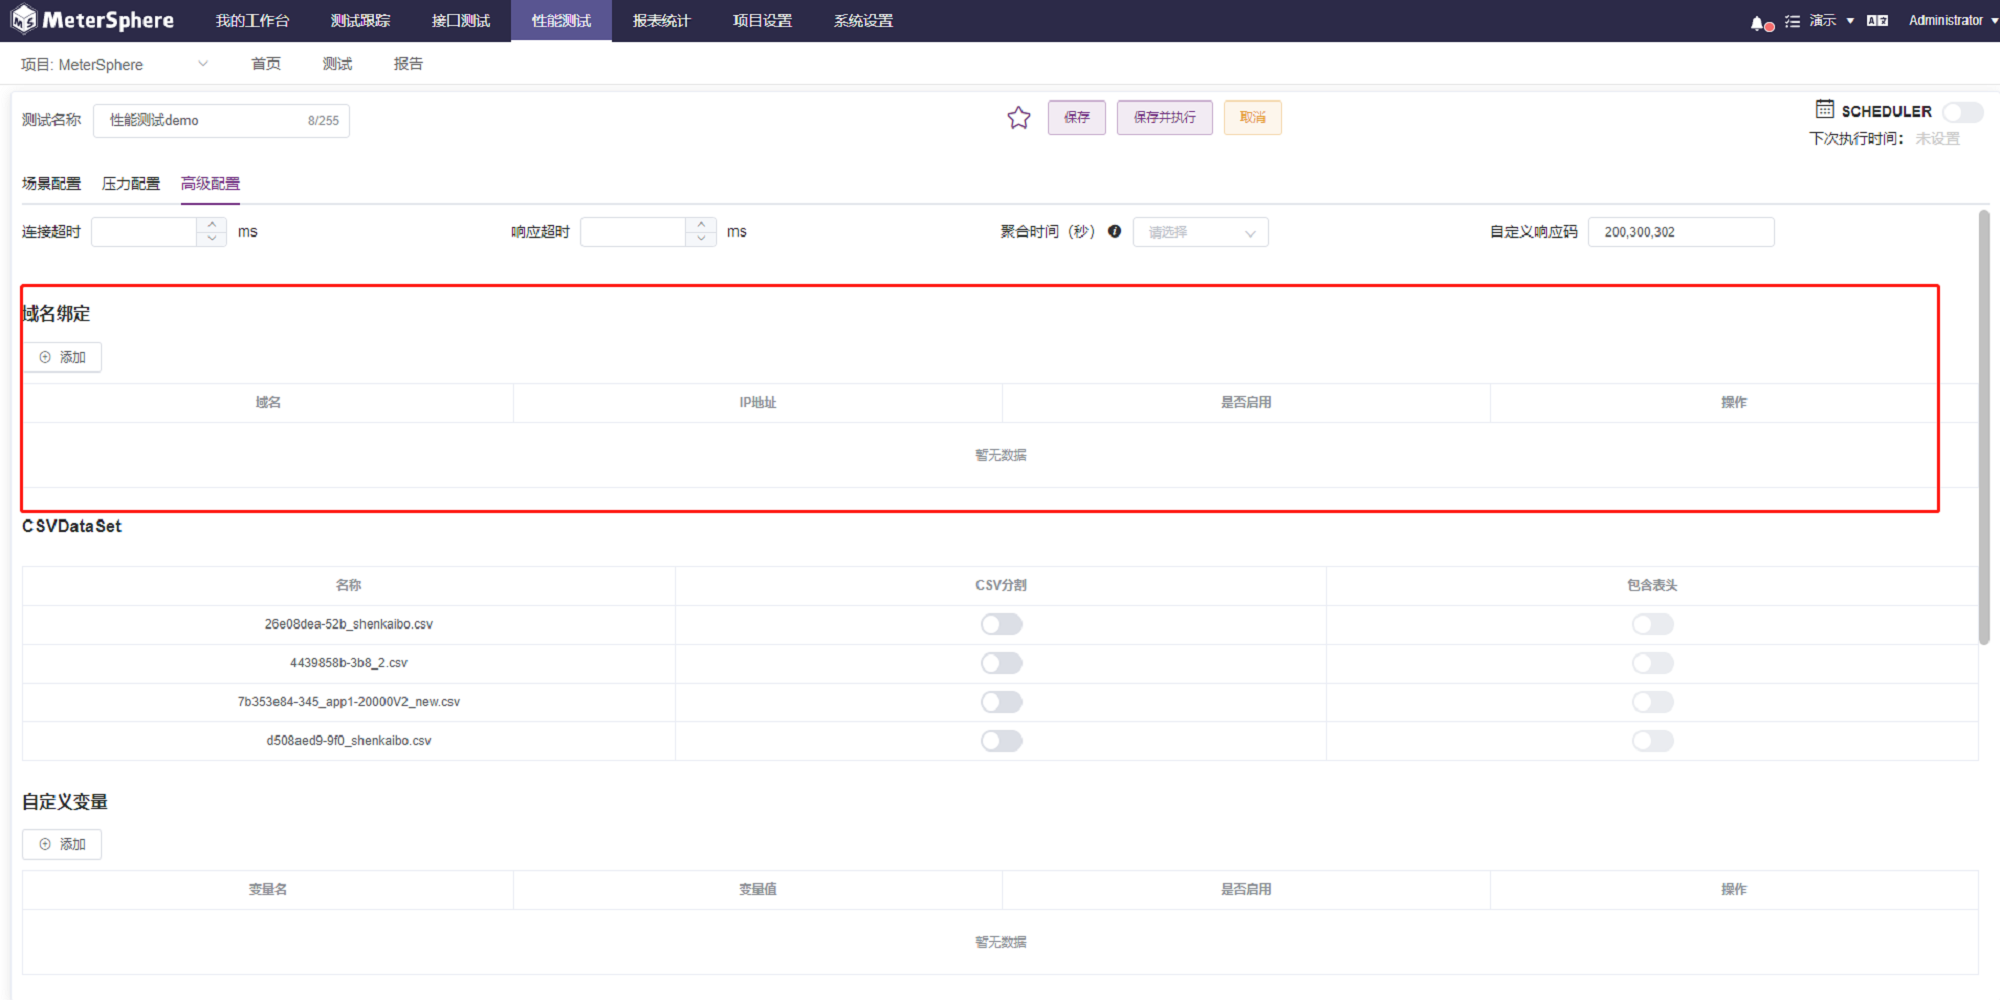 MeterSphere 我的工作台 测试跟踪 接口测试 性能测试 报表统计 项目设置 系统设置 演示 Administrator
项目: MeterSphere 首页 测试 报告
测试名称 性能测试demo 8/255 保存 保存并执行 取消 SCHEDULER
下次执行时间： 未设置
场景配置 压力配置 高级配置
连接超时 ms 响应超时 ms 聚合时间（秒） 请选择 自定义响应码 200,300,302
域名绑定
添加
域名 IP地址 是否启用 操作
暂无数据
CSVDataSet
名称 CSV分割 包含表头
26e08dea-52b_shenkaibo.csv
4439858b-3b8_2.csv
7b353e84-345_app1-20000V2_new.csv
d508aed9-9f0_shenkaibo.csv
自定义变量
添加
变量名 变量值 是否启用 操作
暂无数据